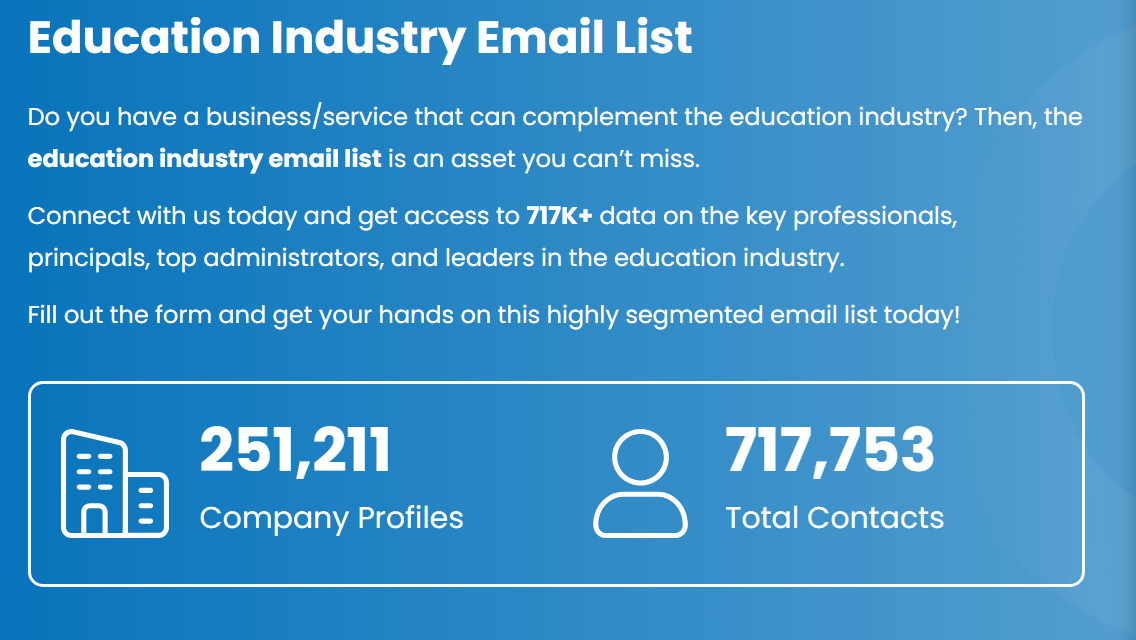 Education Industry Email List
Do you have a business/service that can complement the education industry? Then, the
education industry email list is an asset you can’t miss.
Connect with us today and get access to 717K+ data on the key professionals,
principals, top administrators, and leaders in the education industry.
Fill out the form and get your hands on this highly segmented email list today!
251,211
Company Profiles
717,753
Total Contacts